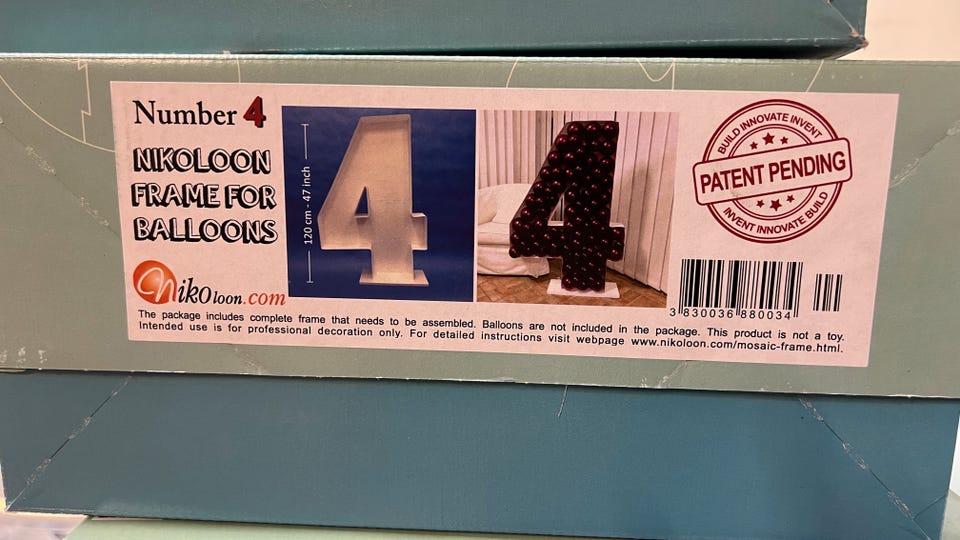 Number 4
NIKOLOON
FRAME FOR
BALLOONS
Nikoloon.com
120 cm - 47 inch
BUILD INNOVATE INVENT
PATENT PENDING
INVENT INNOVATE BUILD
3 830036 880034
The package includes complete frame that needs to be assembled. Balloons are not included in the package. This product is not a toy.
Intended use is for professional decoration only. For detailed instructions visit webpage www.nikoloon.com/mosaic-frame.html.